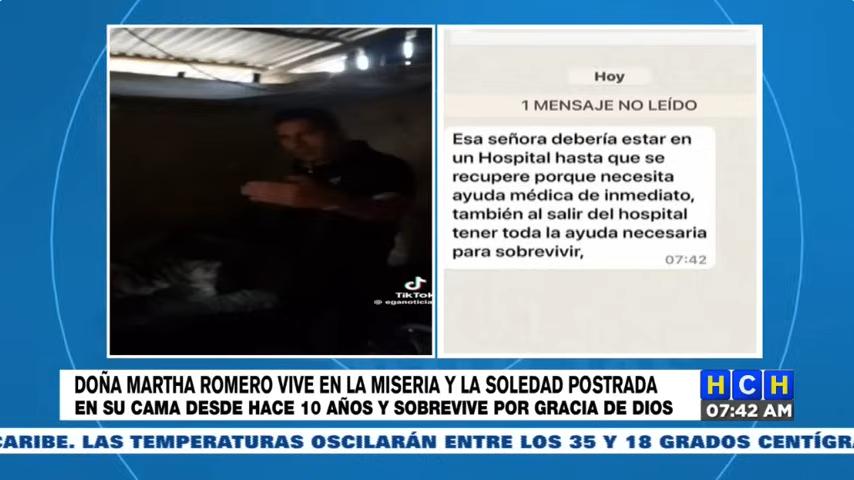 Hoy
1 MENSAJE NO LEÍDO
Esa señora debería estar en
un Hospital hasta que se
recupere porque necesita
ayuda médica de inmediato,
también al salir del hospital
tener toda la ayuda necesaria
para sobrevivir,
07:42
TikTok
@eganoticia
DOÑA MARTHA ROMERO VIVE EN LA MISERIA Y LA SOLEDAD POSTRADA
EN SU CAMA DESDE HACE 10 AÑOS Y SOBREVIVE POR GRACIA DE DIOS
HCH
07:42 AM
CARIBE. LAS TEMPERATURAS OSCILARÁN ENTRE LOS 35 Y 18 GRADOS CENTÍGRA